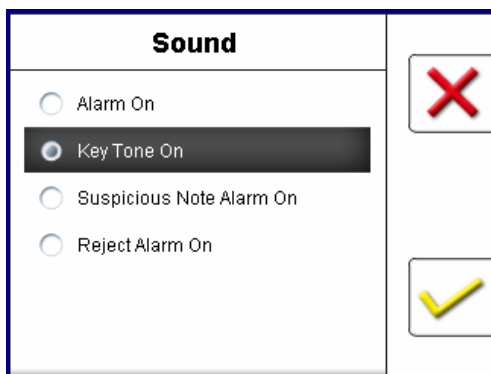 Sound
Alarm On
Key Tone On
Suspicious Note Alarm On
Reject Alarm On